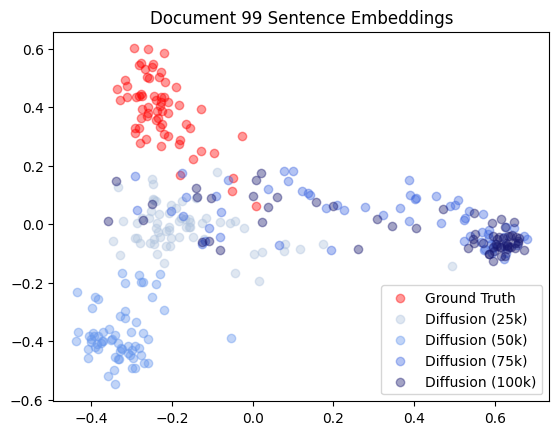 Document 99 Sentence Embeddings
0.6
0.4
0.2
0.0
−0.2
−0.4
−0.6
−0.4
−0.2
0.0
0.2
0.4
0.6
Ground Truth
Diffusion (25k)
Diffusion (50k)
Diffusion (75k)
Diffusion (100k)